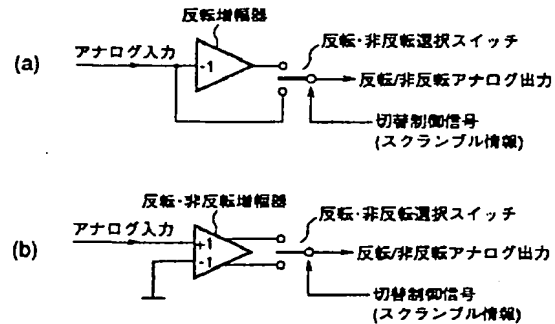 反転増幅器
(a)
アナログ入力
-1
反転・非反転選択スイッチ
反転/非反転アナログ出力
切替制御信号
(スクランブル情報)
反転・非反転増幅器
(b)
アナログ入力
+1
-1
反転・非反転選択スイッチ
反転/非反転アナログ出力
切替制御信号
(スクランブル情報)